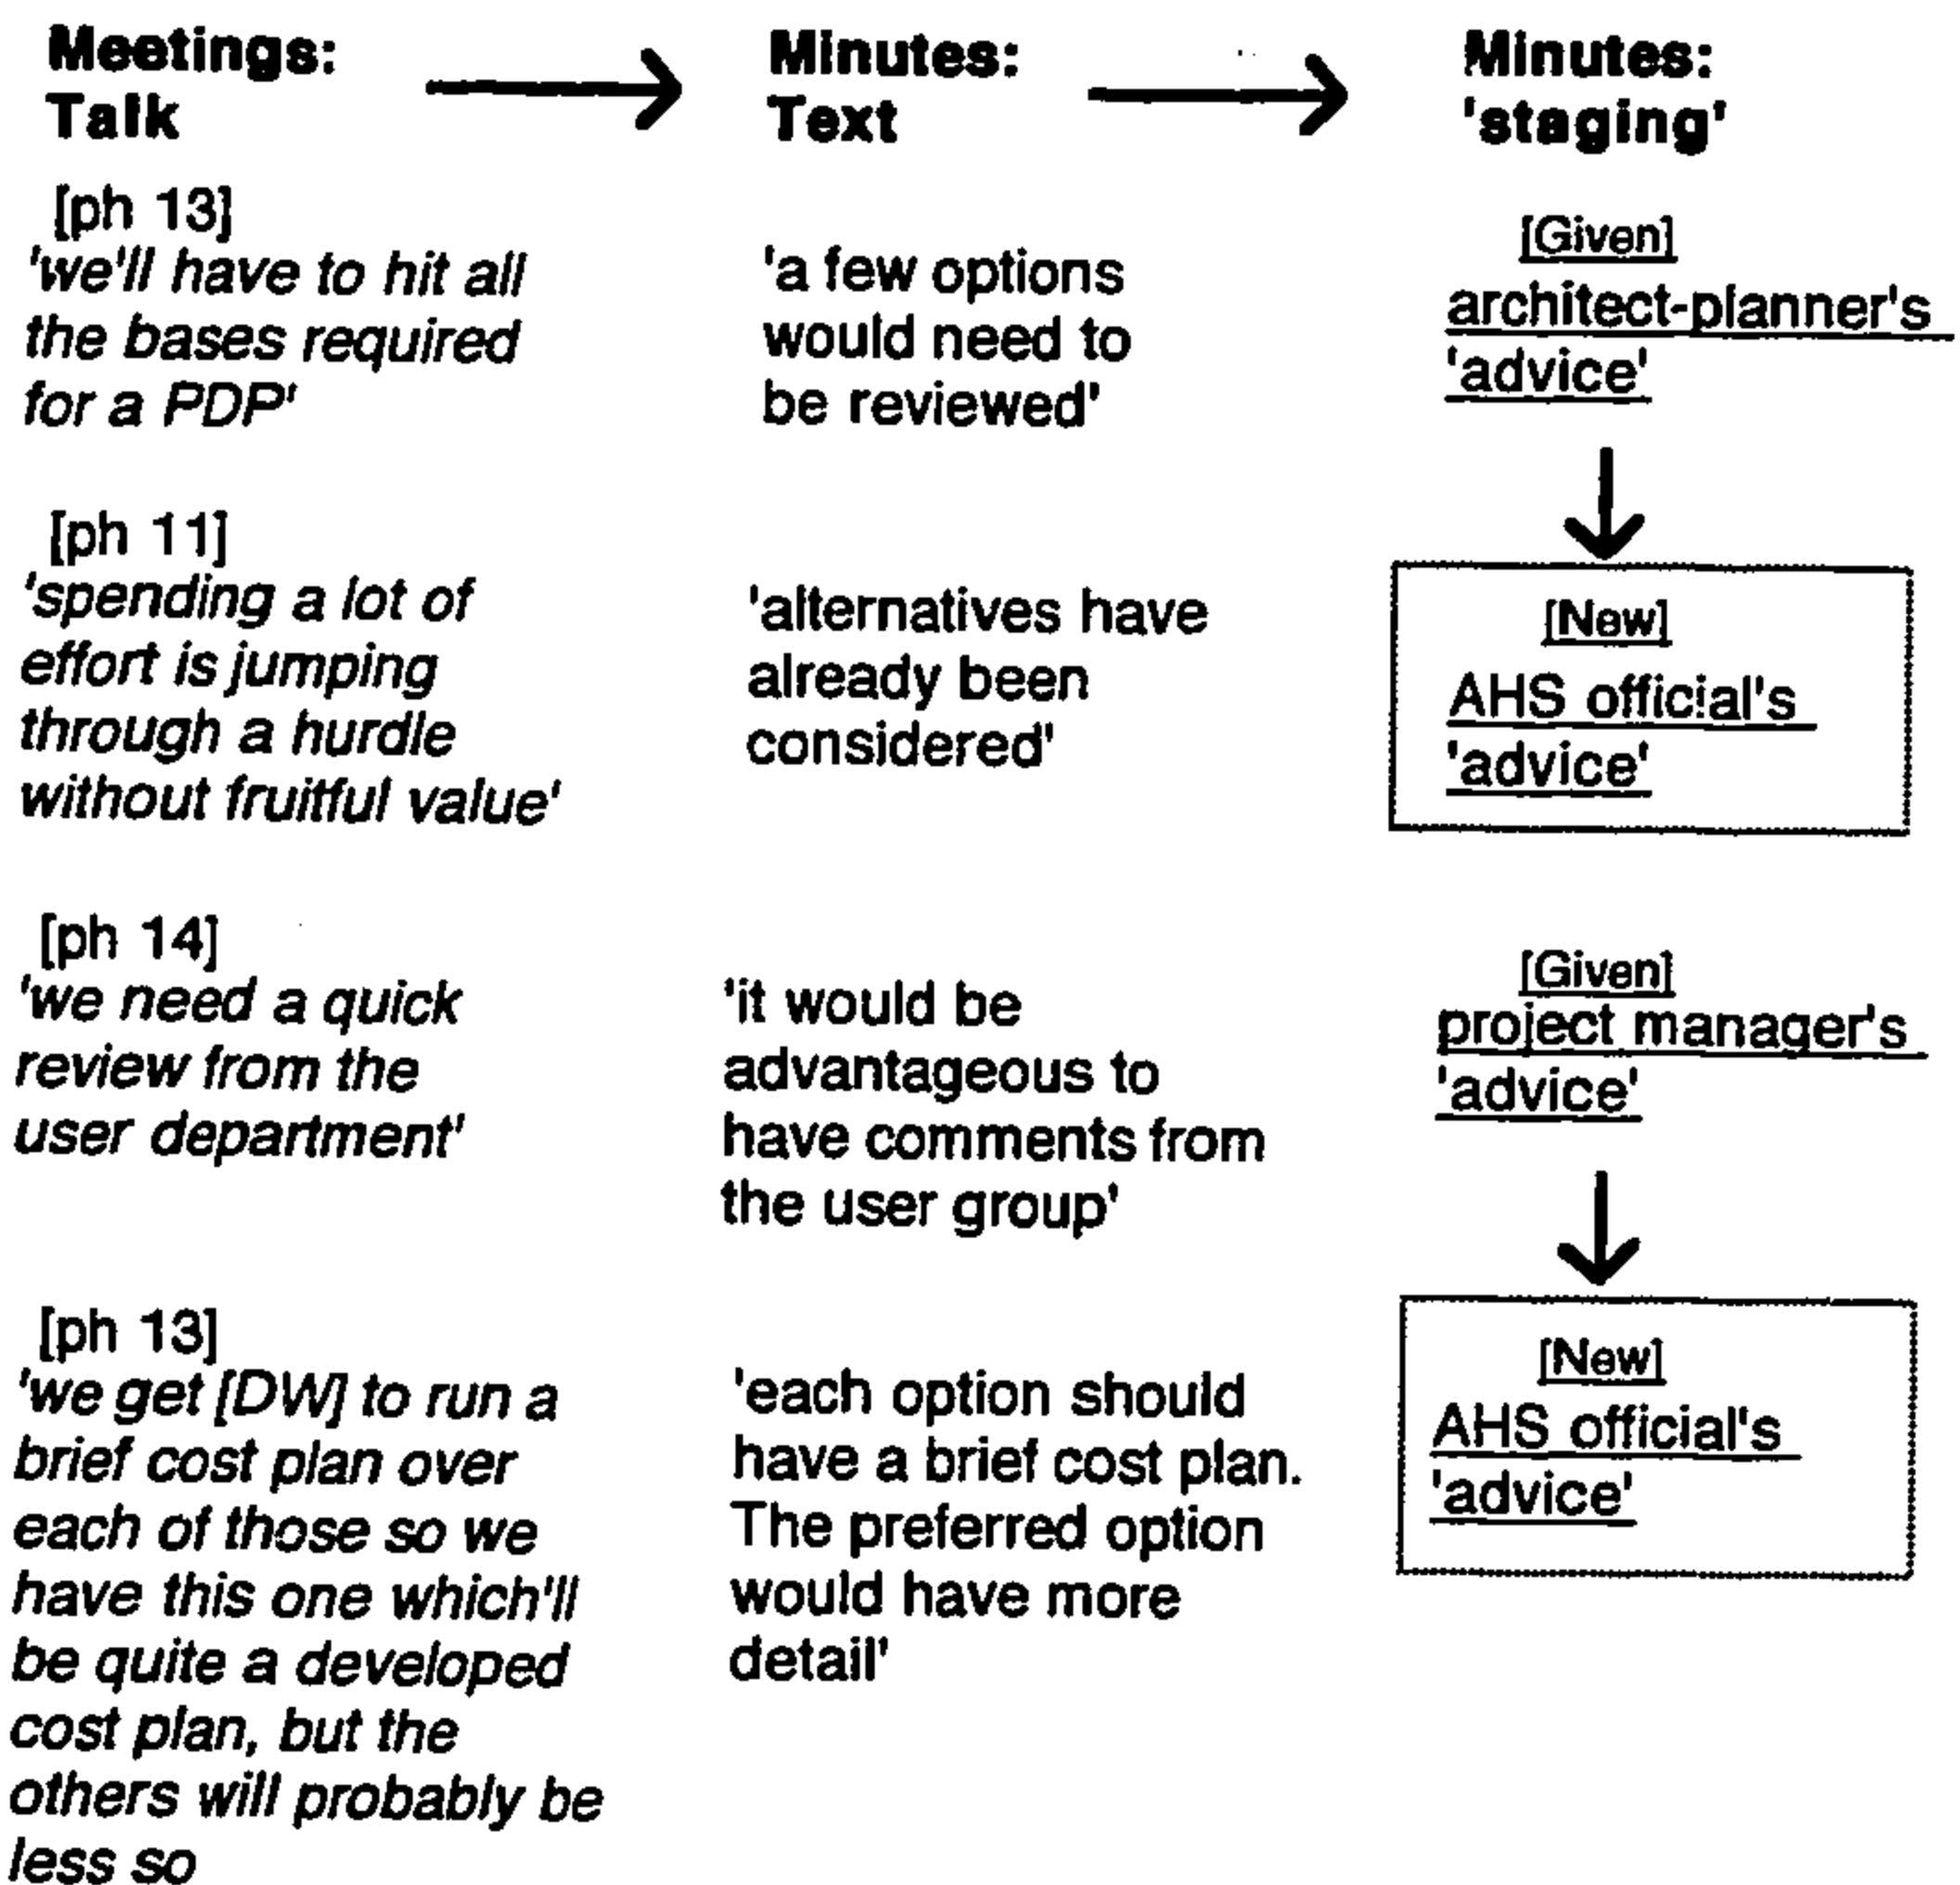 Meetings:
Talk
Minutes:
Text
Minutes:
'staging'
[ph 13]
'we'll have to hit all
the bases required
for a PDP'
'a few options
would need to
be reviewed'
[Given]
architect-planner's
'advice'
[ph 11]
'spending a lot of
effort is jumping
through a hurdle
without fruitful value'
'alternatives have
already been
considered'
[New]
AHS official's
'advice'
[ph 14]
'we need a quick
review from the
user department'
'it would be
advantageous to
have comments from
the user group'
[Given]
project manager's
'advice'
[ph 13]
'we get [DW] to run a
brief cost plan over
each of those so we
have this one which'll
be quite a developed
cost plan, but the
others will probably be
less so
'each option should
have a brief cost plan.
The preferred option
would have more
detail'
[New]
AHS official's
'advice'